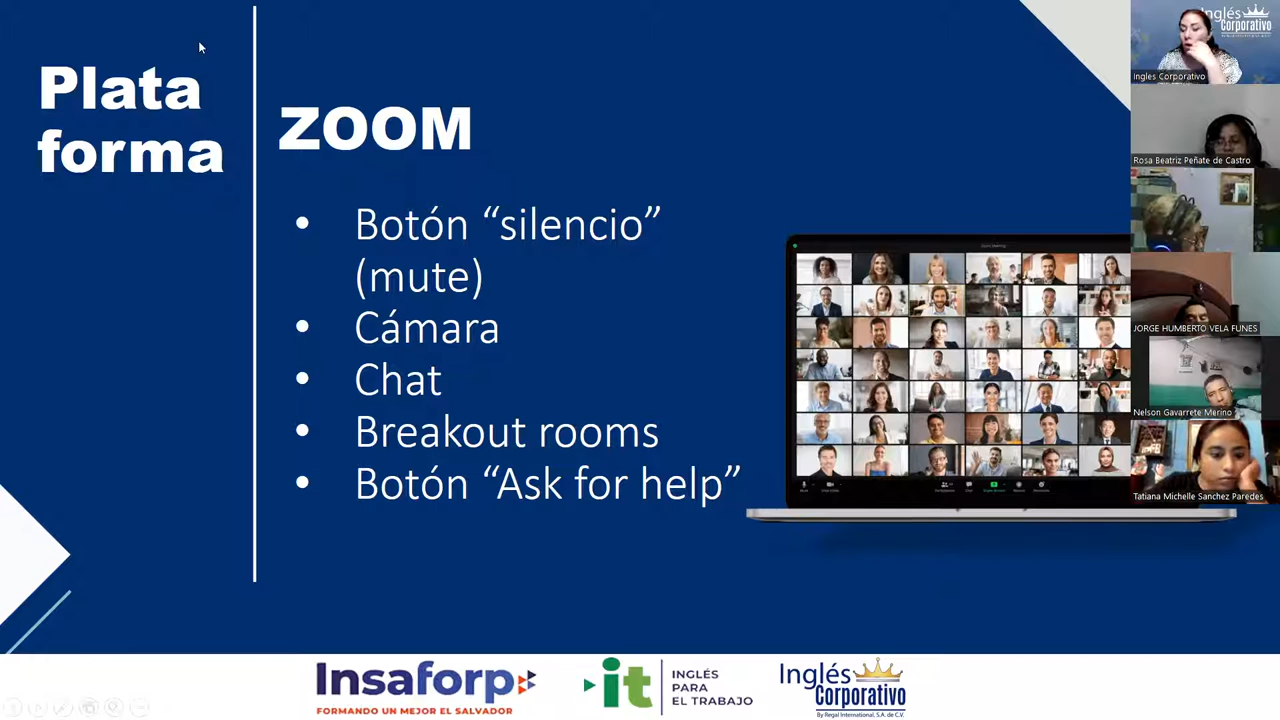 Plata
forma
ZOOM
• Botón “silencio”
(mute)
• Cámara
• Chat
• Breakout rooms
• Botón “Ask for help”
Inglés
Corporativo
Ingles Corporativo
Rosa Beatriz Peñate de Castro
JORGE HUMBERTO VELA FUNES
Nelson Gavarrete Merino
Tatiana Michelle Sanchez Paredes
Insaforp
FORMANDO UN MEJOR EL SALVADOR
it
INGLÉS
PARA
EL TRABAJO
Inglés
Corporativo
By Regal International, S.A. de C.V.